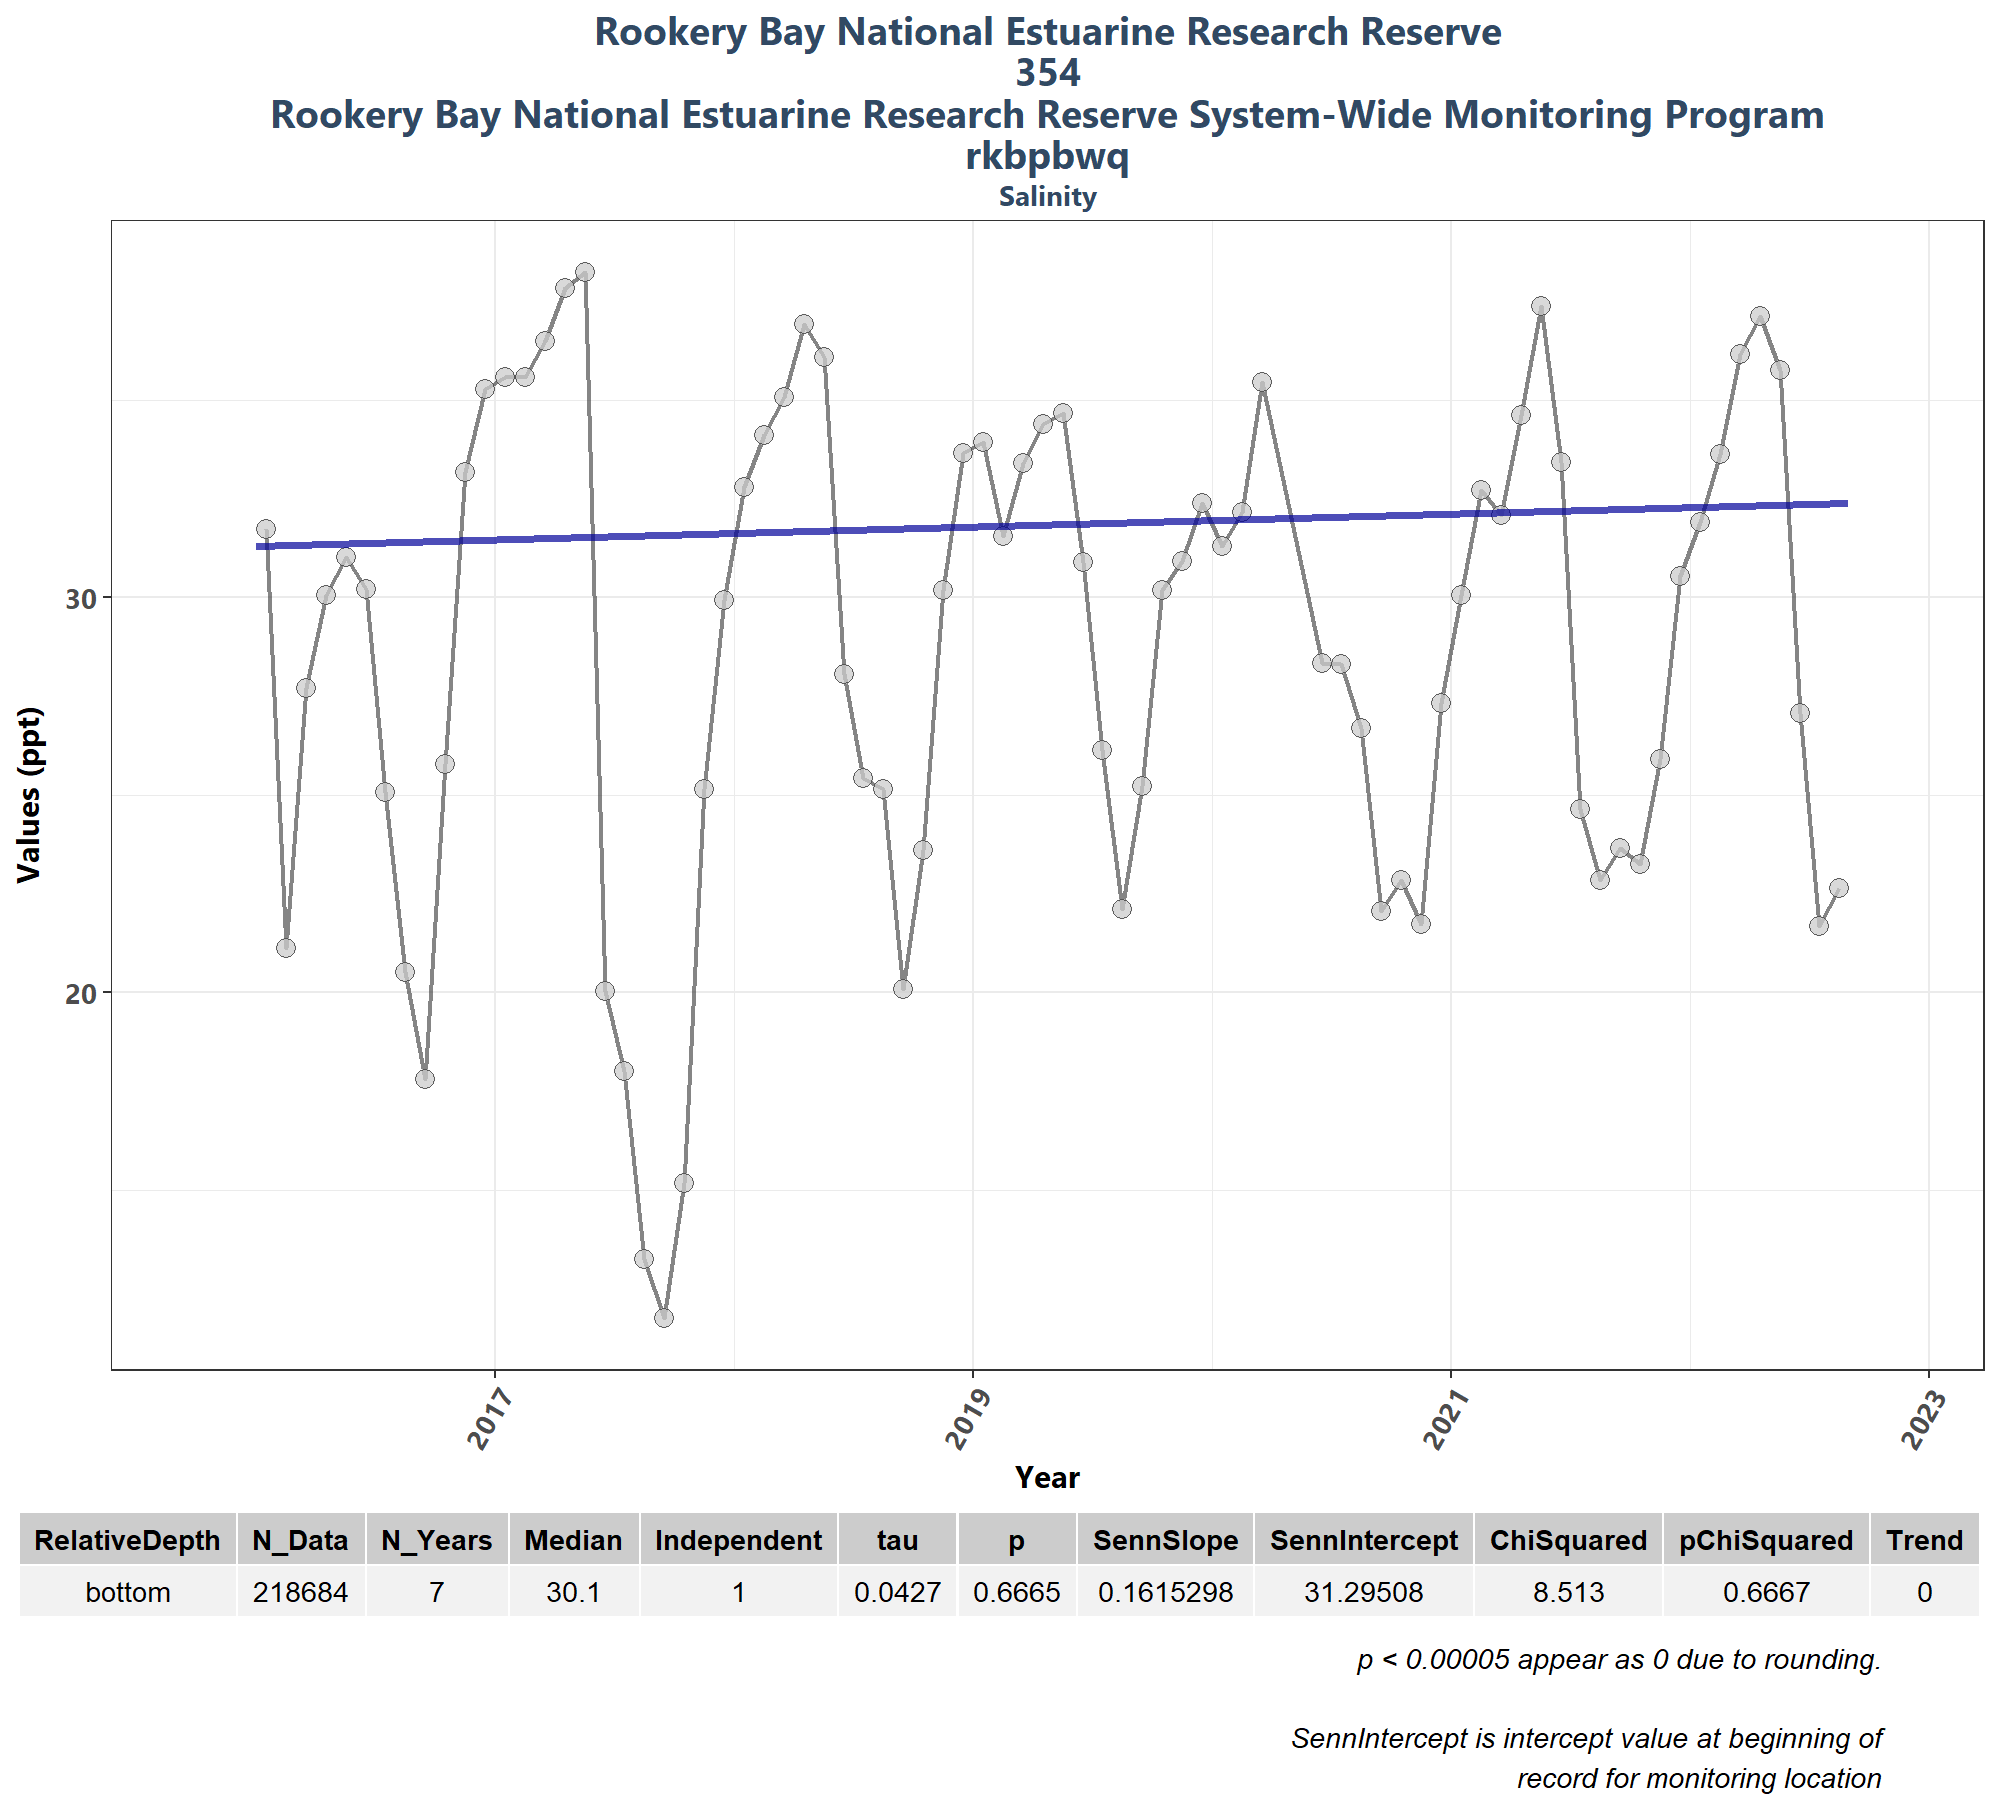 Rookery Bay National Estuarine Research Reserve
354
Rookery Bay National Estuarine Research Reserve System-Wide Monitoring Program
rkbpbwq
Salinity
Values (ppt)
30
20
2017
2019
2021
2023
Year
RelativeDepth N_Data N_Years Median Independent tau p SennSlope SennIntercept ChiSquared pChiSquared Trend
bottom 218684 7 30.1 1 0.0427 0.6665 0.1615298 31.29508 8.513 0.6667 0
p < 0.00005 appear as 0 due to rounding.
SennIntercept is intercept value at beginning of
record for monitoring location